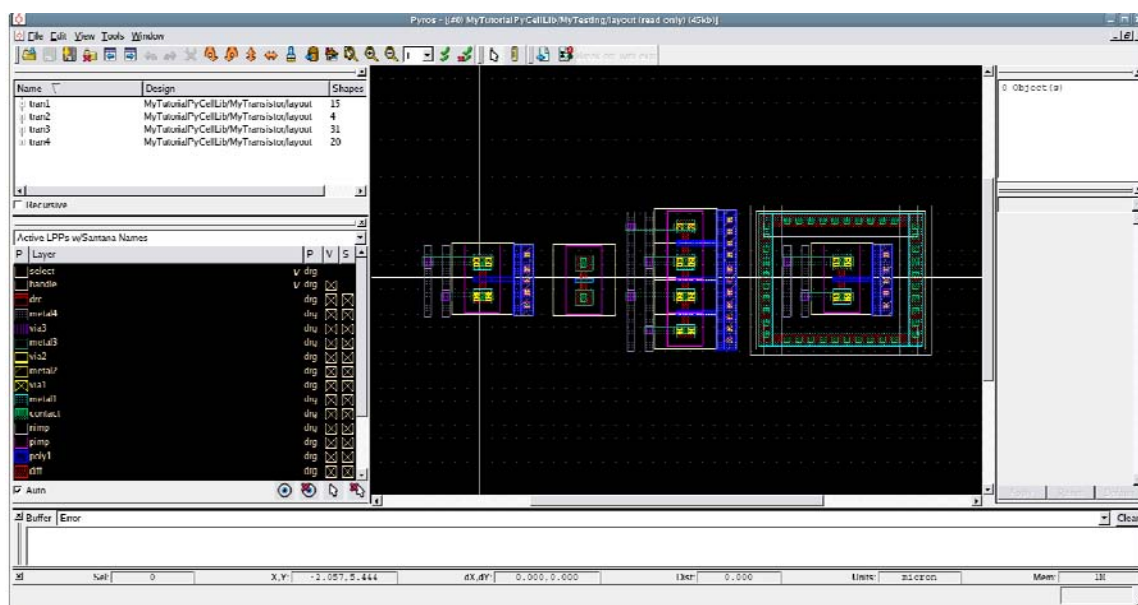 Pyros - [(#0) MyTutorialPyCellLib/MyTesting/layout (read only) (45kb)]
File Edit View Tools Window
Name Design Shapes
tran1 MyTutorialPyCellLib/MyTransistor/layout 15
tran2 MyTutorialPyCellLib/MyTransistor/layout 4
tran3 MyTutorialPyCellLib/MyTransistor/layout 31
tran4 MyTutorialPyCellLib/MyTransistor/layout 20
Recursive
0 Object(s)
Active LPPs w/Santana Names
P Layer P V S
select drg
handle drg
drc drg
metal4 drg
via3 drg
metal3 drg
via2 drg
metal2 drg
via1 drg
metal1 drg
contact drg
nimp drg
pimp drg
poly1 drg
diff drg
Auto
Buffer Error Clear
Sel: 0 X,Y: -2.057,5.444 dX,dY: 0.000,0.000 Dist: 0.000 Units: micron Mem: